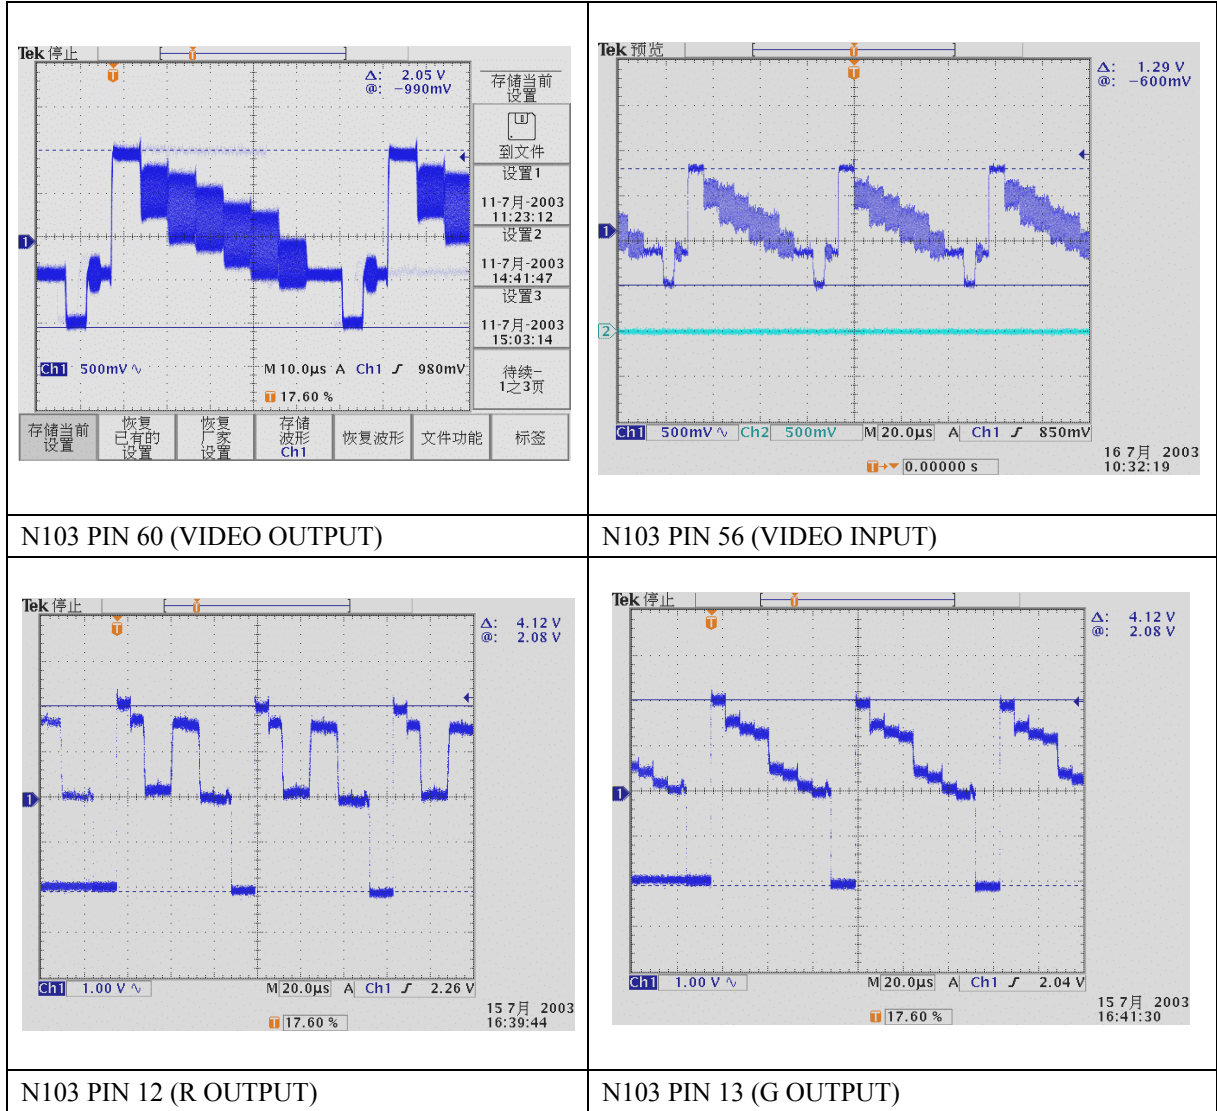 Tek 停止
T
Δ: 2.05 V
@: −990mV
T
1
Ch1 500mV ∿ M 10.0µs A Ch1 ʃ 980mV
T 17.60 %
存储当前
设置
到文件
设置1
11-7月-2003
11:23:12
设置2
11-7月-2003
14:41:47
设置3
11-7月-2003
15:03:14
待续−
1之3页
存储当前
设置
恢复
已有的
设置
恢复
厂家
设置
存储
波形
Ch1
恢复波形
文件功能
标签
Tek 预览
T
Δ: 1.29 V
@: −600mV
T
1
2
Ch1 500mV ∿ Ch2 500mV M 20.0µs A Ch1 ʃ 850mV
T→▼ 0.00000 s
16 7月 2003
10:32:19
N103 PIN 60 (VIDEO OUTPUT)
N103 PIN 56 (VIDEO INPUT)
Tek 停止
T
Δ: 4.12 V
@: 2.08 V
T
1
Ch1 1.00 V ∿ M 20.0µs A Ch1 ʃ 2.26 V
T 17.60 %
15 7月 2003
16:39:44
Tek 停止
T
Δ: 4.12 V
@: 2.08 V
T
1
Ch1 1.00 V ∿ M 20.0µs A Ch1 ʃ 2.04 V
T 17.60 %
15 7月 2003
16:41:30
N103 PIN 12 (R OUTPUT)
N103 PIN 13 (G OUTPUT)